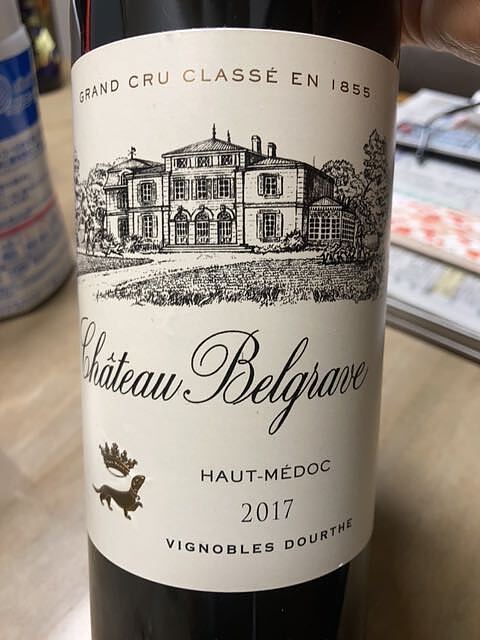 GRAND CRU CLASSÉ EN 1855
Château Belgrave
HAUT-MÉDOC
2017
VIGNOBLES DOURTHE